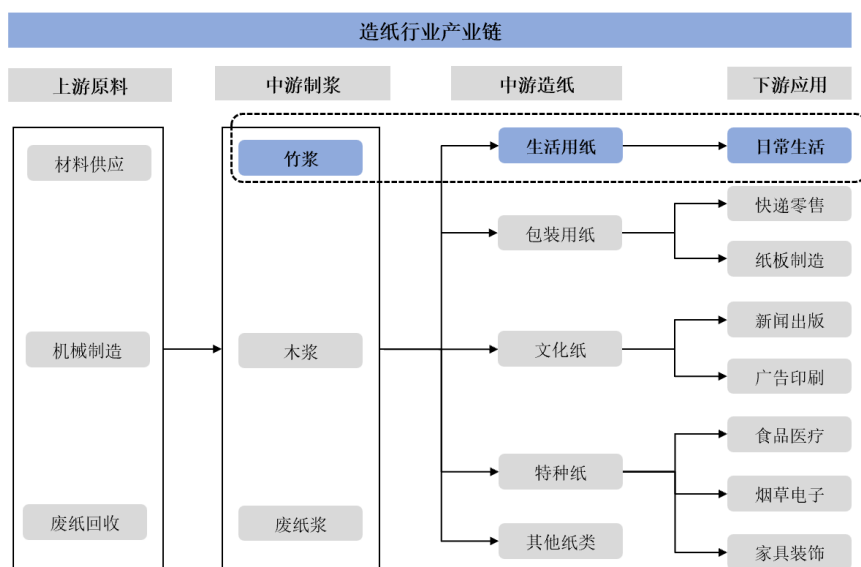 造纸行业产业链
上游原料
中游制浆
中游造纸
下游应用
材料供应
机械制造
废纸回收
竹浆
木浆
废纸浆
生活用纸
包装用纸
文化纸
特种纸
其他纸类
日常生活
快递零售
纸板制造
新闻出版
广告印刷
食品医疗
烟草电子
家具装饰